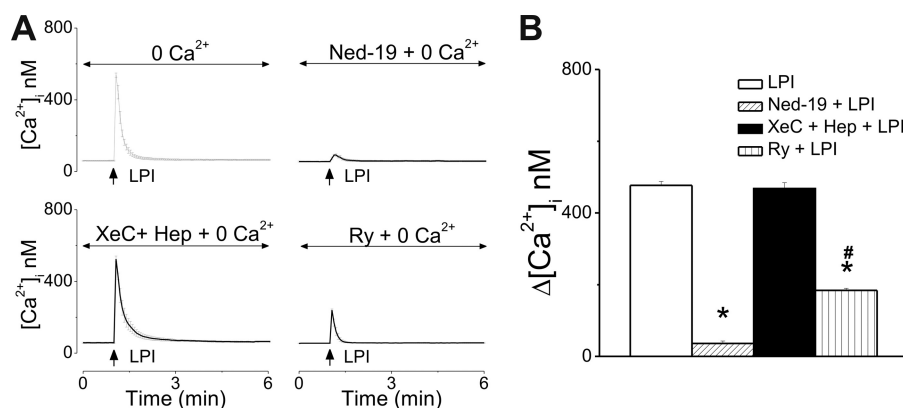 A
B
800
400
0
[Ca2+]i nM
0 Ca2+
LPI
Ned-19 + 0 Ca2+
LPI
800
400
0
[Ca2+]i nM
XeC+ Hep + 0 Ca2+
LPI
Ry + 0 Ca2+
LPI
0 3 6
0 3 6
Time (min)
Time (min)
800
400
0
Δ[Ca2+]i nM
LPI
Ned-19 + LPI
XeC + Hep + LPI
Ry + LPI
*
#
*